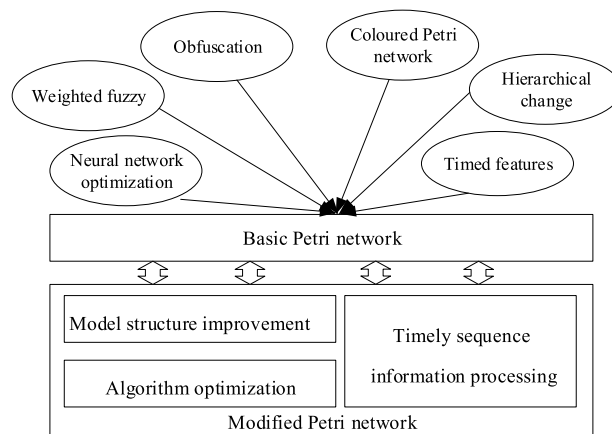 Obfuscation
Coloured Petri
network
Weighted fuzzy
Hierarchical
change
Neural network
optimization
Timed features
Basic Petri network
Model structure improvement
Algorithm optimization
Timely sequence
information processing
Modified Petri network